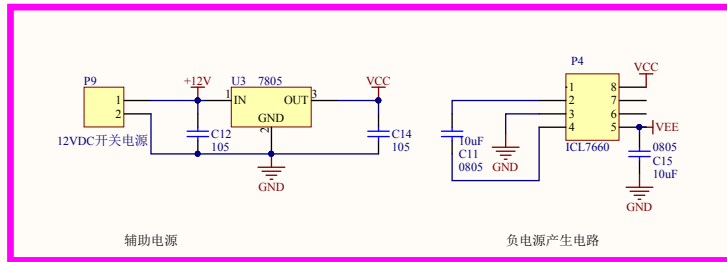 P9
1
2
12VDC开关电源
+12V
C12
105
U3 7805
1 IN OUT 3
GND
2
GND
VCC
C14
105
辅助电源
P4
1 8
2 7
3 6
4 5
ICL7660
VCC
10uF
C11
0805
GND
VEE
0805
C15
10uF
GND
负电源产生电路